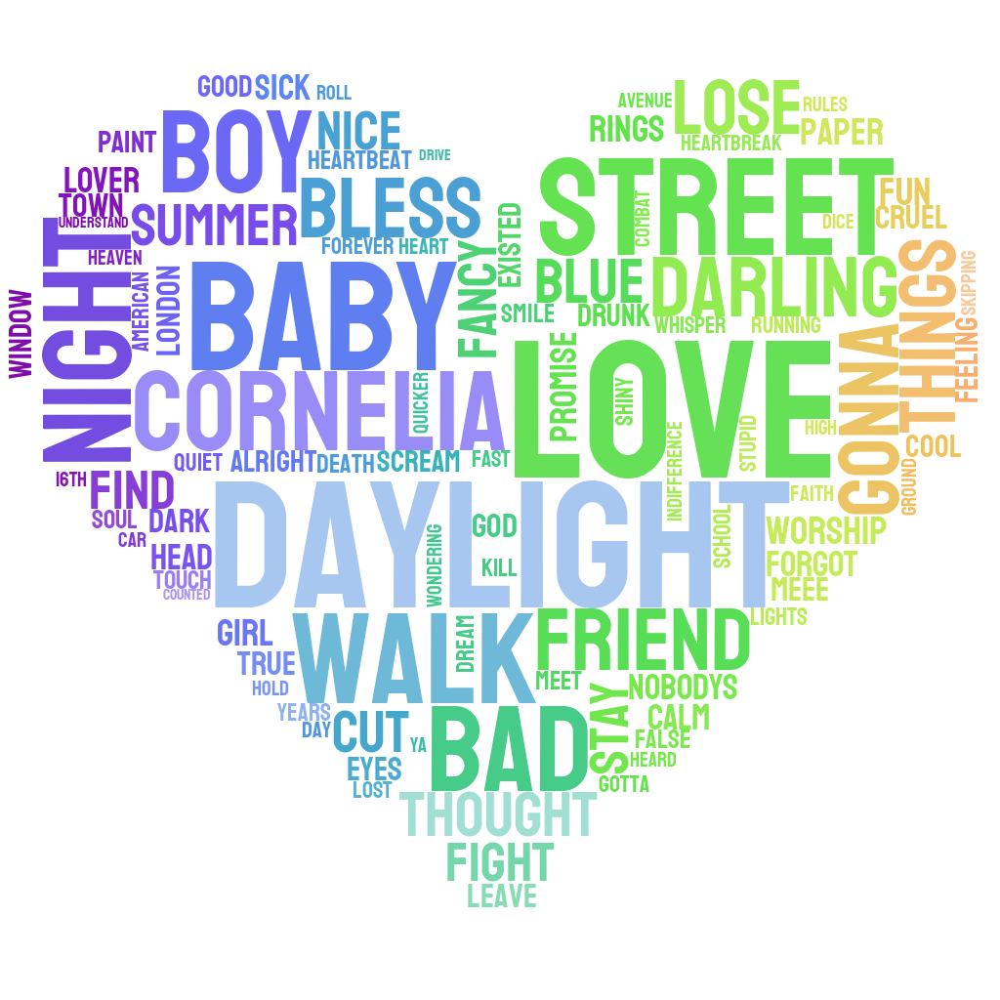 GOOD
SICK
ROLL
AVENUE
LOSE
RULES
PAINT
BOY
NICE
RINGS
HEARTBREAK
PAPER
HEARTBEAT
DRIVE
LOVER
BLESS
STREET
FUN
TOWN
SUMMER
COMBAT
DICE
CRUEL
UNDERSTAND
FOREVER
HEART
EXISTED
NIGHT
HEAVEN
AMERICAN
LONDON
BABY
FANCY
BLUE
DARLING
THINGS
SKIPPING
WINDOW
SMILE
DRUNK
WHISPER
RUNNING
FEELING
CORNELIA
QUICKER
LOVE
PROMISE
SHINY
GONNA
QUIET
ALRIGHT
DEATH
SCREAM
FAST
INDIFFERENCE
STUPID
HIGH
COOL
16TH
FIND
DAYLIGHT
FAITH
GROUND
SOUL
DARK
GOD
SCHOOL
WORSHIP
CAR
WONDERING
HEAD
KILL
FORGOT
TOUCH
MEEE
COUNTED
GIRL
WALK
FRIEND
LIGHTS
TRUE
DREAM
HOLD
MEET
NOBODYS
YEARS
STAY
CALM
DAY
CUT
YA
BAD
FALSE
EYES
HEARD
LOST
GOTTA
THOUGHT
FIGHT
LEAVE